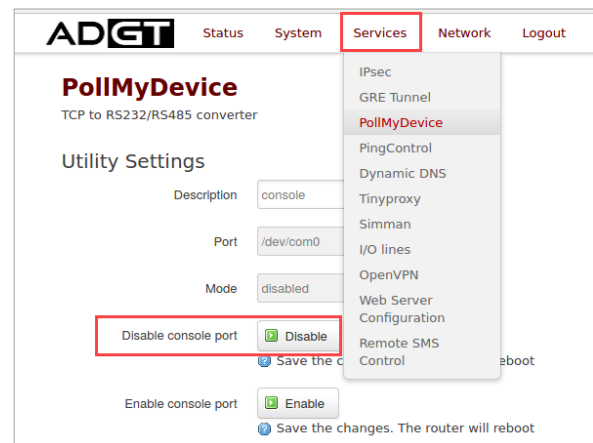 ADGT Status System Services Network Logout
IPsec
PollMyDevice
GRE Tunnel
TCP to RS232/RS485 converter
PollMyDevice
PingControl
Utility Settings
Dynamic DNS
Description console
Tinyproxy
Simman
Port /dev/com0
I/O lines
OpenVPN
Mode disabled
Web Server
Configuration
Disable console port Disable
Remote SMS
Control
Save the c eboot
Enable console port Enable
Save the changes. The router will reboot